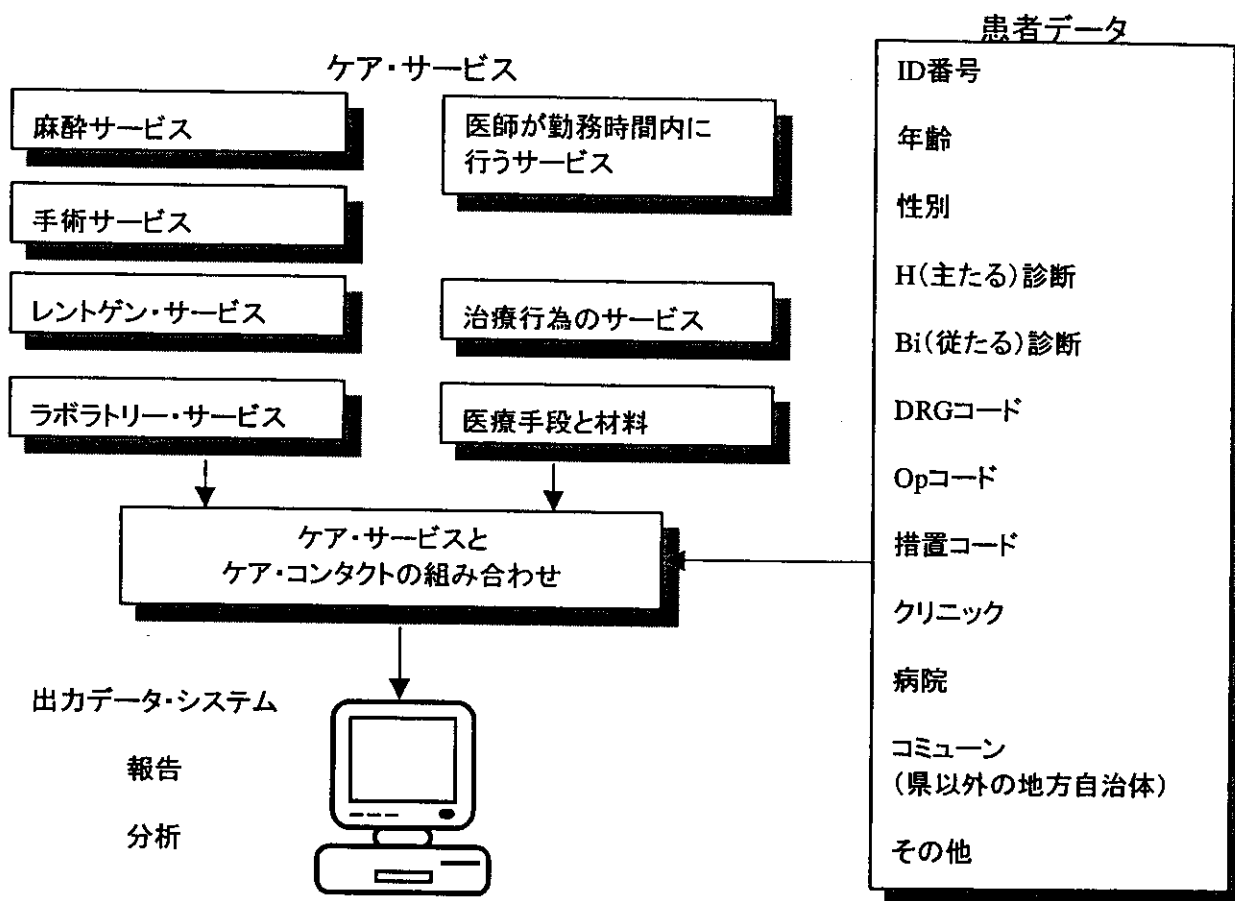 ケア・サービス
麻酔サービス
手術サービス
レントゲン・サービス
ラボラトリー・サービス
医師が勤務時間内に
行うサービス
治療行為のサービス
医療手段と材料
ケア・サービスと
ケア・コンタクトの組み合わせ
出力データ・システム
報告
分析
患者データ
ID番号
年齢
性別
H(主たる)診断
Bi(従たる)診断
DRGコード
Opコード
措置コード
クリニック
病院
コミューン
(県以外の地方自治体)
その他